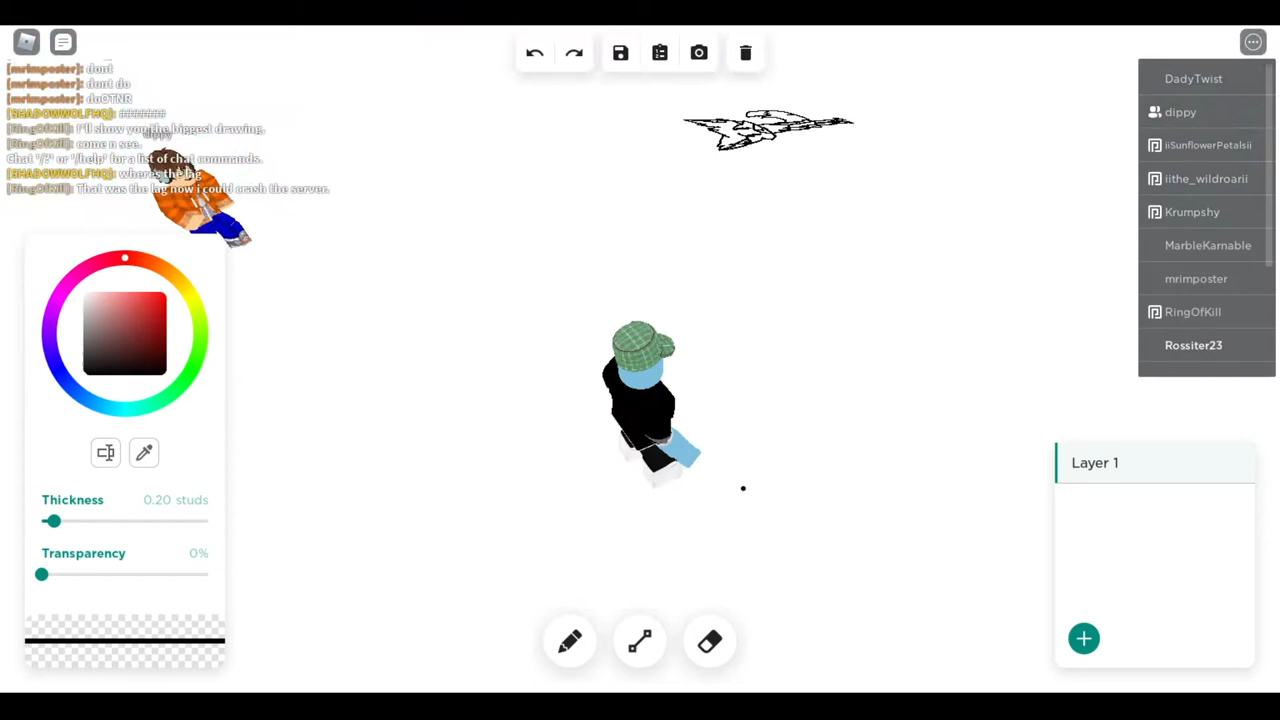 [mrimposter]: dont
[mrimposter]: dont do
[mrimposter]: doOTNR
[SHADOWWOLFHQ]: #######
[RingOfKill]: I'll show you the biggest drawing,
dippy
[RingOfKill]: come n see.
Chat '/?' or '/help' for a list of chat commands.
[SHADOWWOLFHQ]: wheres the lag
[RingOfKill]: That was the lag now i could crash the server.
DadyTwist
dippy
iiSunflowerPetalsii
iithe_wildroarii
Krumpshy
MarbleKarnable
mrimposter
RingOfKill
Rossiter23
Thickness 0.20 studs
Transparency 0%
Layer 1